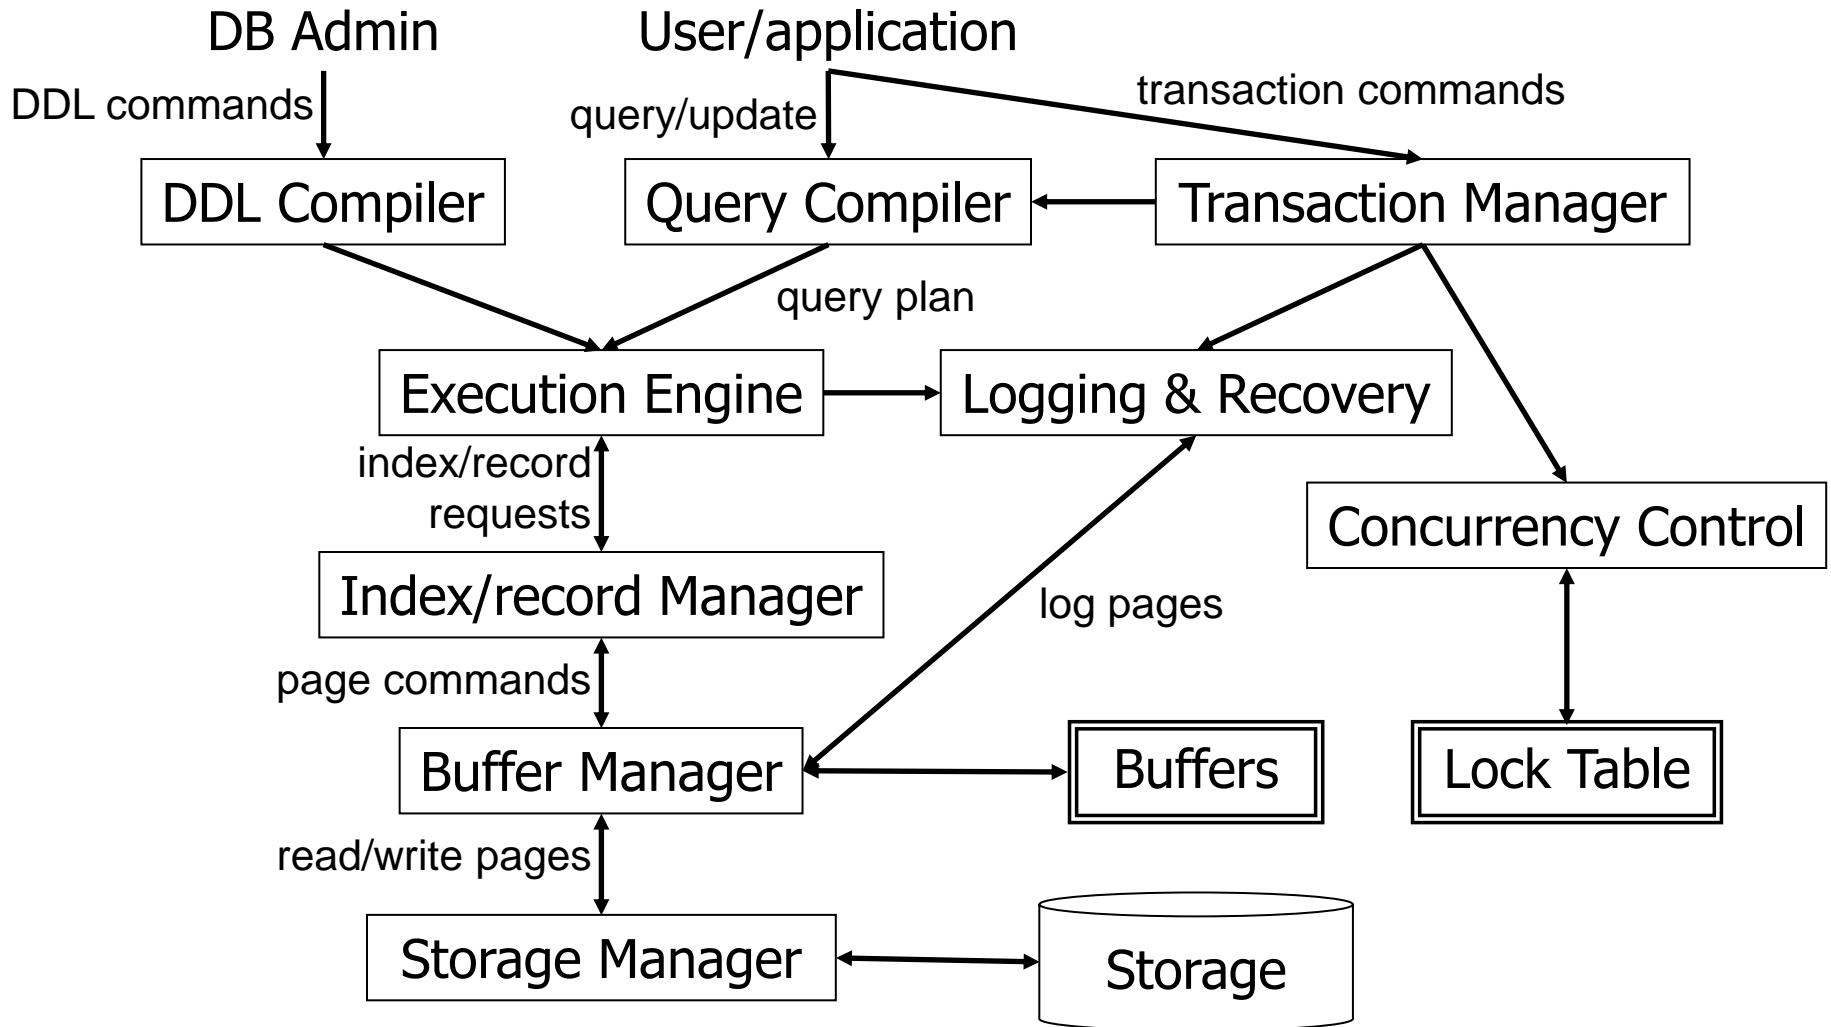 DB Admin
User/application
DDL commands
query/update
transaction commands
DDL Compiler
Query Compiler
Transaction Manager
query plan
Execution Engine
Logging & Recovery
index/record
requests
Concurrency Control
Index/record Manager
log pages
page commands
Buffer Manager
Buffers
Lock Table
read/write pages
Storage Manager
Storage